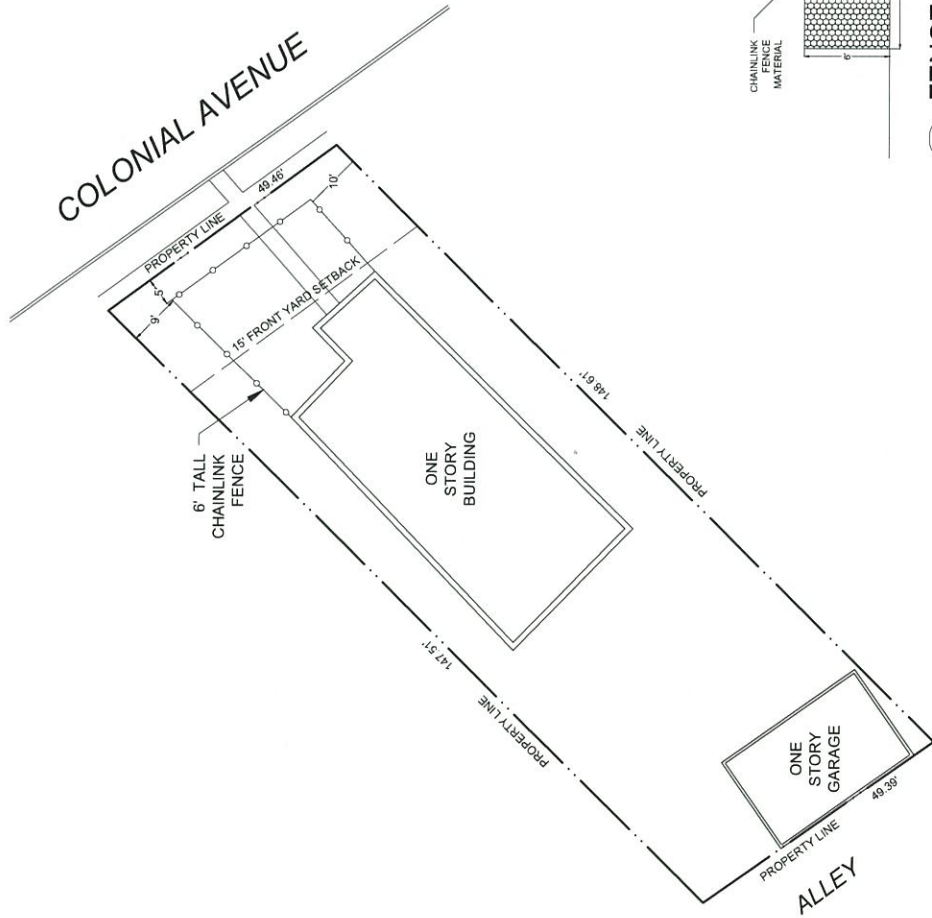 COLONIAL AVENUE
CHAINLINK
FENCE
MATERIAL
6'
PROPERTY LINE
49.46'
10'
5'
9'
15' FRONT YARD SETBACK
6' TALL
CHAINLINK
FENCE
ONE
STORY
BUILDING
148.61'
PROPERTY LINE
147.51'
PROPERTY LINE
ONE
STORY
GARAGE
49.39'
PROPERTY LINE
ALLEY